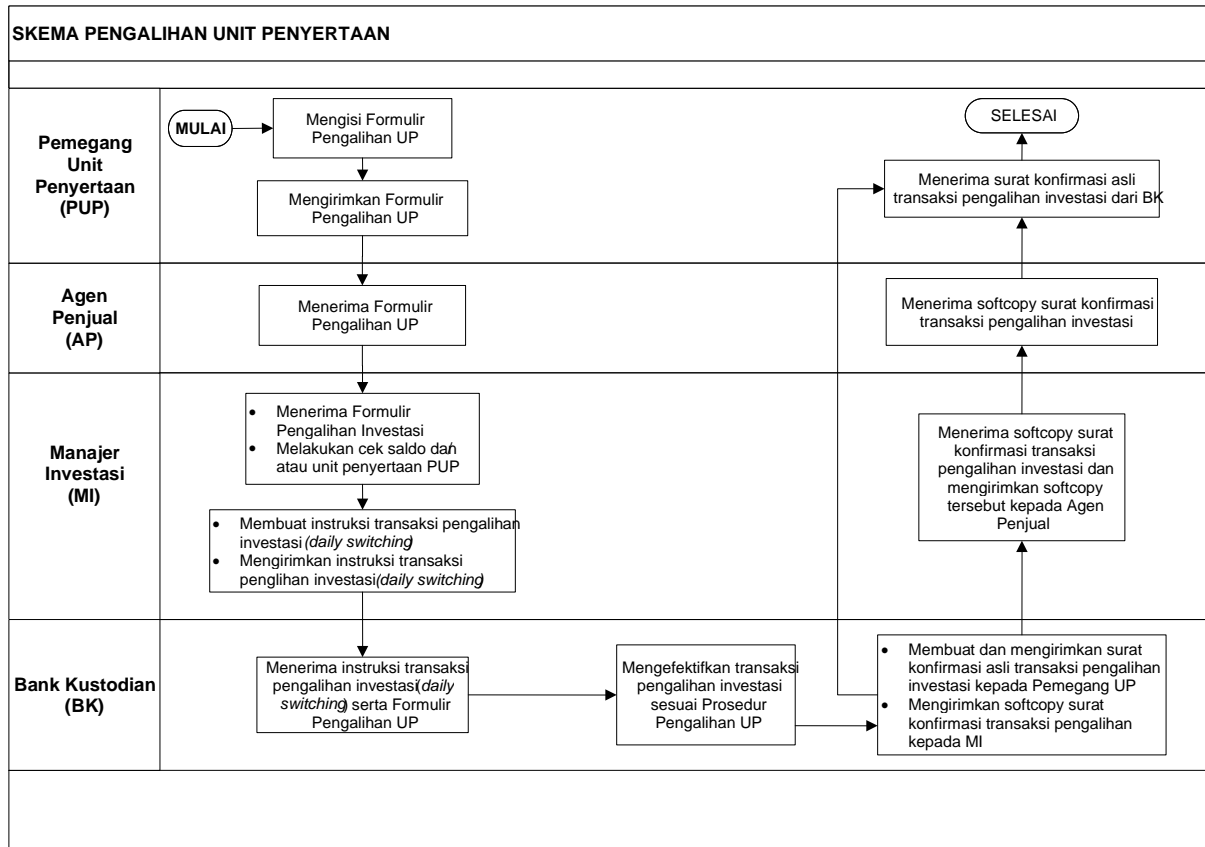 SKEMA PENGALIHAN UNIT PENYERTAAN
Pemegang
Unit
Penyertaan
(PUP)
MULAI
Mengisi Formulir
Pengalihan UP
Mengirimkan Formulir
Pengalihan UP
SELESAI
Menerima surat konfirmasi asli
transaksi pengalihan investasi dari BK
Agen
Penjual
(AP)
Menerima Formulir
Pengalihan UP
Menerima softcopy surat konfirmasi
transaksi pengalihan investasi
Manajer
Investasi
(MI)
• Menerima Formulir
Pengalihan Investasi
• Melakukan cek saldo dan/
atau unit penyertaan PUP
• Membuat instruksi transaksi pengalihan
investasi (daily switching)
• Mengirimkan instruksi transaksi
penglihan investasi (daily switching)
Menerima softcopy surat
konfirmasi transaksi
pengalihan investasi dan
mengirimkan softcopy
tersebut kepada Agen
Penjual
Bank Kustodian
(BK)
Menerima instruksi transaksi
pengalihan investasi (daily
switching) serta Formulir
Pengalihan UP
Mengefektifkan transaksi
pengalihan investasi
sesuai Prosedur
Pengalihan UP
• Membuat dan mengirimkan surat
konfirmasi asli transaksi pengalihan
investasi kepada Pemegang UP
• Mengirimkan softcopy surat
konfirmasi transaksi pengalihan
kepada MI